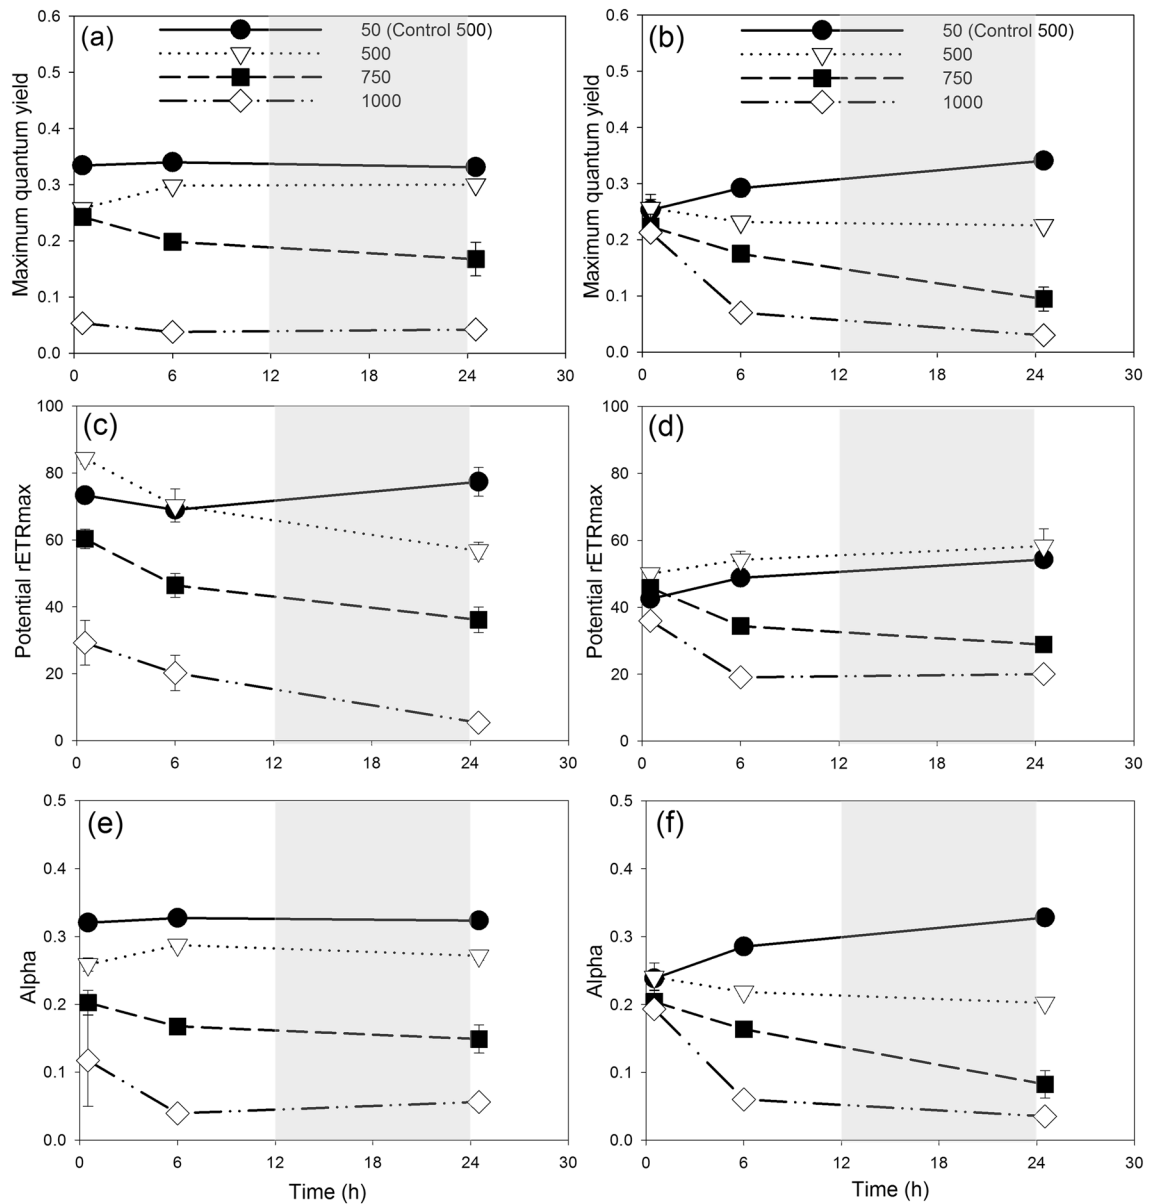 (a)
50 (Control 500)
500
750
1000
Maximum quantum yield
0.6
0.5
0.4
0.3
0.2
0.1
0.0
0 6 12 18 24 30
(b)
50 (Control 500)
500
750
1000
Maximum quantum yield
0.6
0.5
0.4
0.3
0.2
0.1
0.0
0 6 12 18 24 30
(c)
Potential rETRmax
100
80
60
40
20
0
0 6 12 18 24 30
(d)
Potential rETRmax
100
80
60
40
20
0
0 6 12 18 24 30
(e)
Alpha
0.5
0.4
0.3
0.2
0.1
0.0
0 6 12 18 24 30
Time (h)
(f)
Alpha
0.5
0.4
0.3
0.2
0.1
0.0
0 6 12 18 24 30
Time (h)